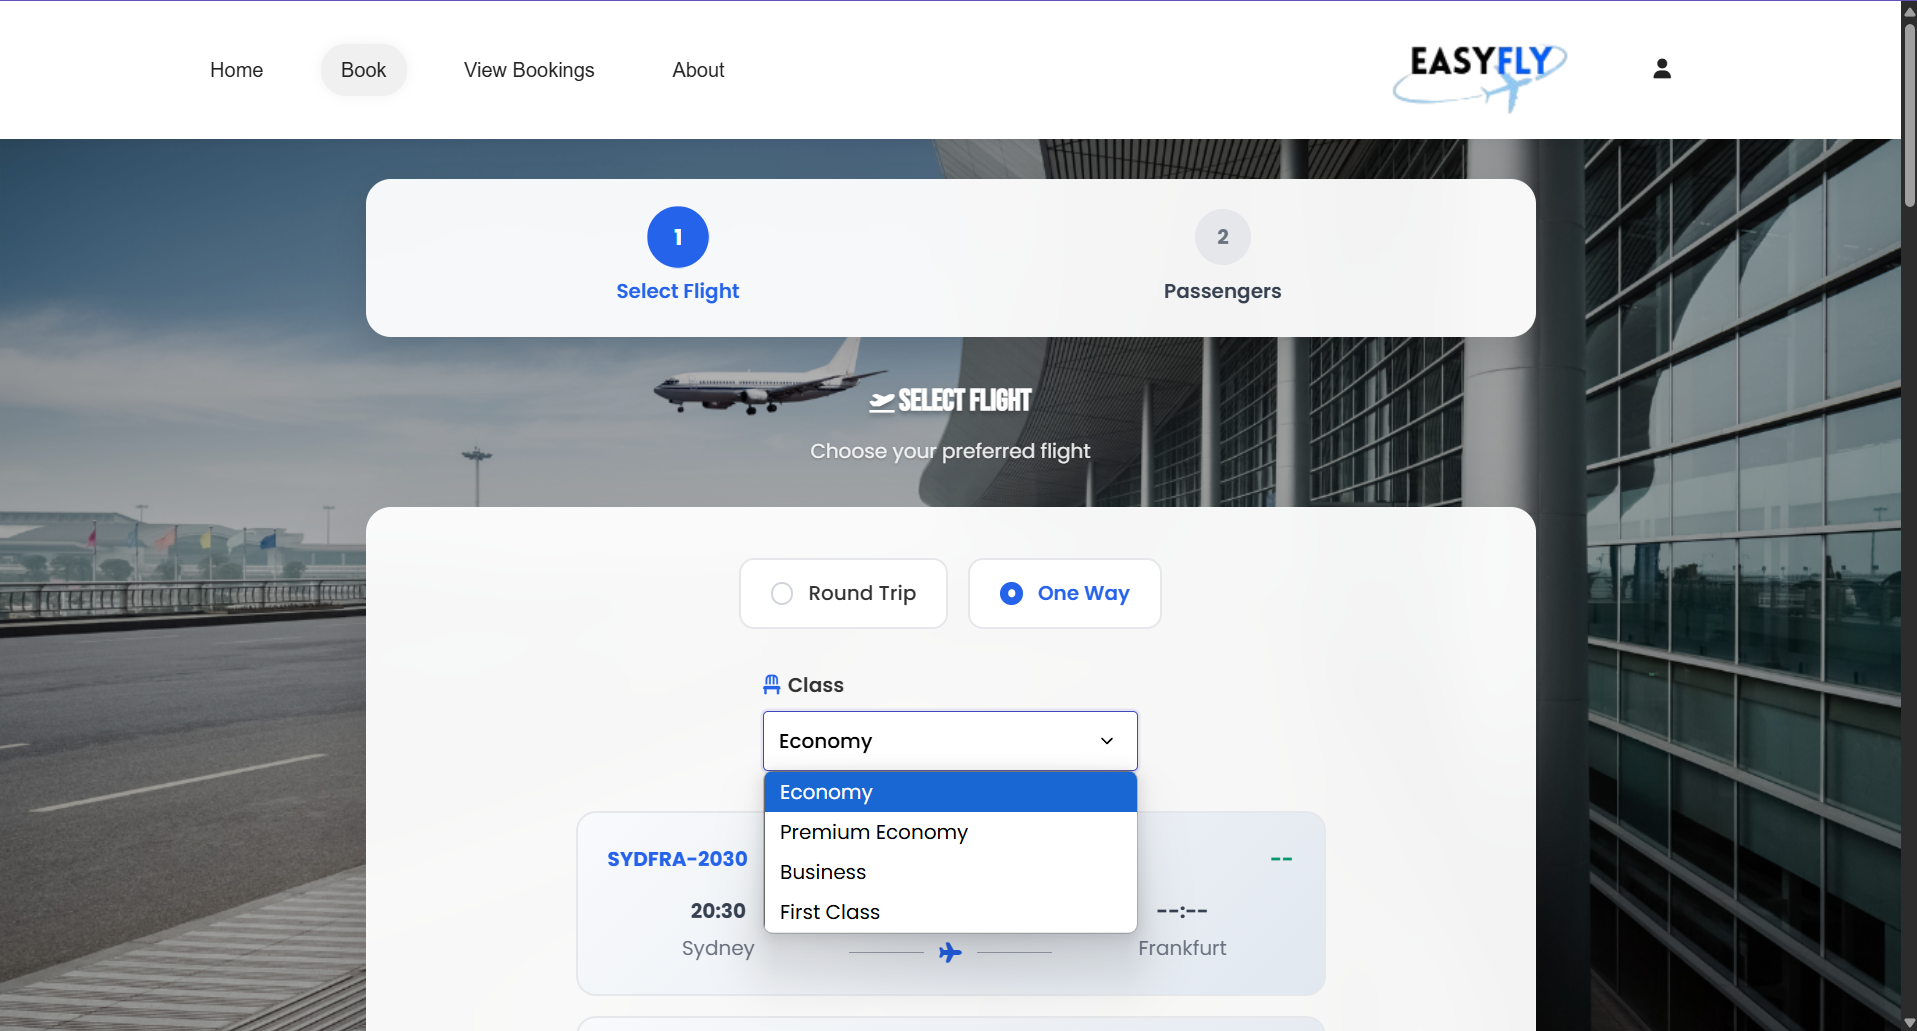 Home
Book
View Bookings
About
EASYFLY
1
Select Flight
2
Passengers
SELECT FLIGHT
Choose your preferred flight
Round Trip
One Way
Class
Economy
Economy
Premium Economy
Business
First Class
SYDFRA-2030
--
20:30
--:--
Sydney
Frankfurt